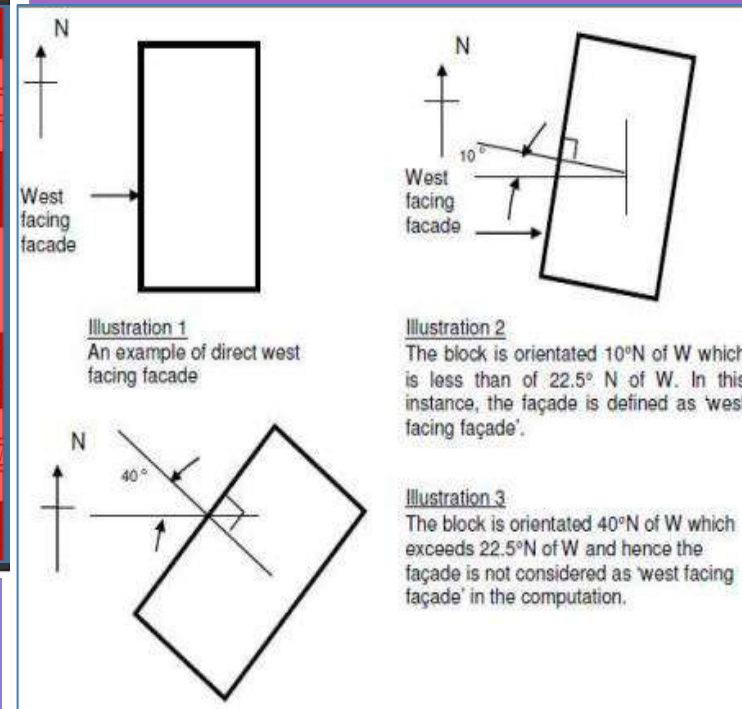 N
West
facing
facade
Illustration 1
An example of direct west
facing facade
N
10°
West
facing
facade
Illustration 2
The block is orientated 10°N of W which
is less than of 22.5° N of W. In this
instance, the façade is defined as 'west
facing façade'.
N
40°
Illustration 3
The block is orientated 40°N of W which
exceeds 22.5°N of W and hence the
façade is not considered as 'west facing
façade' in the computation.